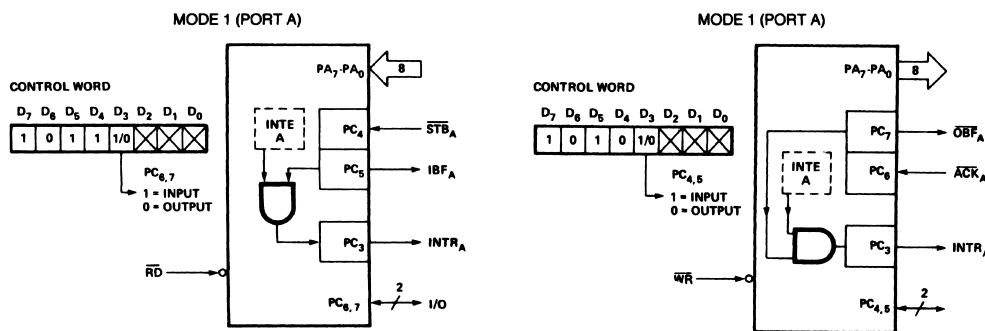 MODE 1 (PORT A)
PA7-PA0
8
CONTROL WORD
D7 D6 D5 D4 D3 D2 D1 D0
1 0 1 1 1/0
PC6,7
1 = INPUT
0 = OUTPUT
INTE
A
PC4
STBA
PC5
IBFA
PC3
INTRA
RD
PC6,7
2
I/O
MODE 1 (PORT A)
PA7-PA0
8
CONTROL WORD
D7 D6 D5 D4 D3 D2 D1 D0
1 0 1 0 1/0
PC4,5
1 = INPUT
0 = OUTPUT
PC7
OBFA
INTE
A
PC6
ACKA
PC3
INTR
WR
PC4,5
2